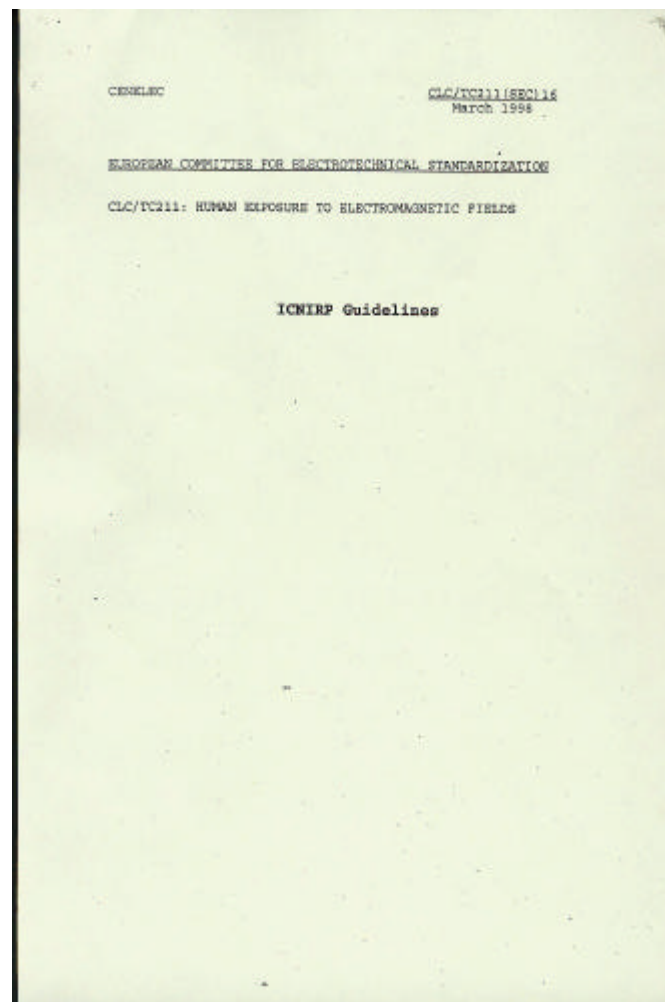 CENELEC
CLC/TC211(SEC)16
March 1998
EUROPEAN COMMITTEE FOR ELECTROTECHNICAL STANDARDIZATION
CLC/TC211: HUMAN EXPOSURE TO ELECTROMAGNETIC FIELDS
ICNIRP Guidelines